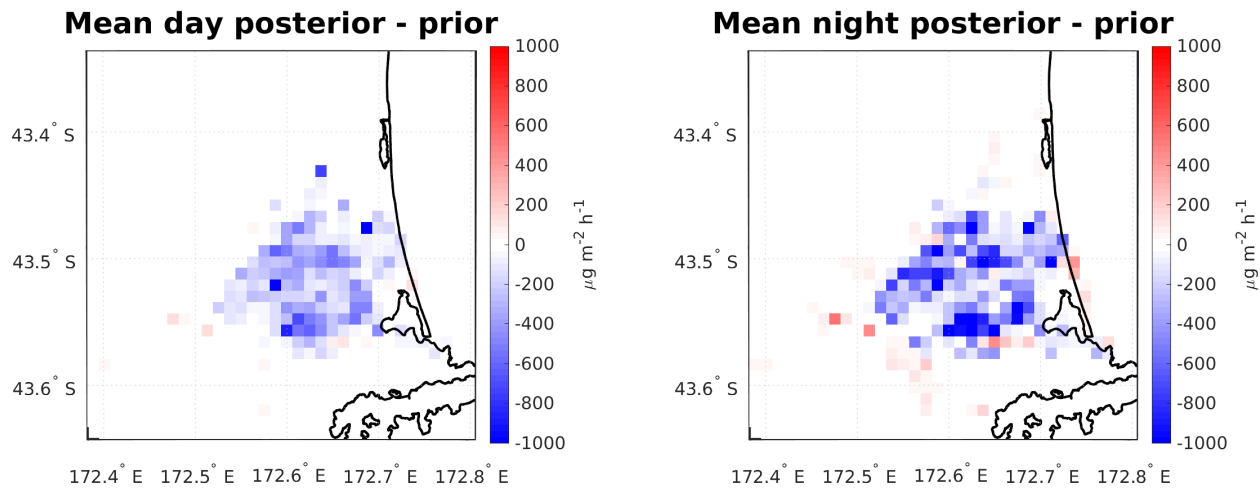 Mean day posterior - prior
1000
800
600
400
200
0
-200
-400
-600
-800
-1000
µg m-2 h-1
43.4° S
43.5° S
43.6° S
172.4° E 172.5° E 172.6° E 172.7° E 172.8° E
Mean night posterior - prior
1000
800
600
400
200
0
-200
-400
-600
-800
-1000
µg m-2 h-1
43.4° S
43.5° S
43.6° S
172.4° E 172.5° E 172.6° E 172.7° E 172.8° E